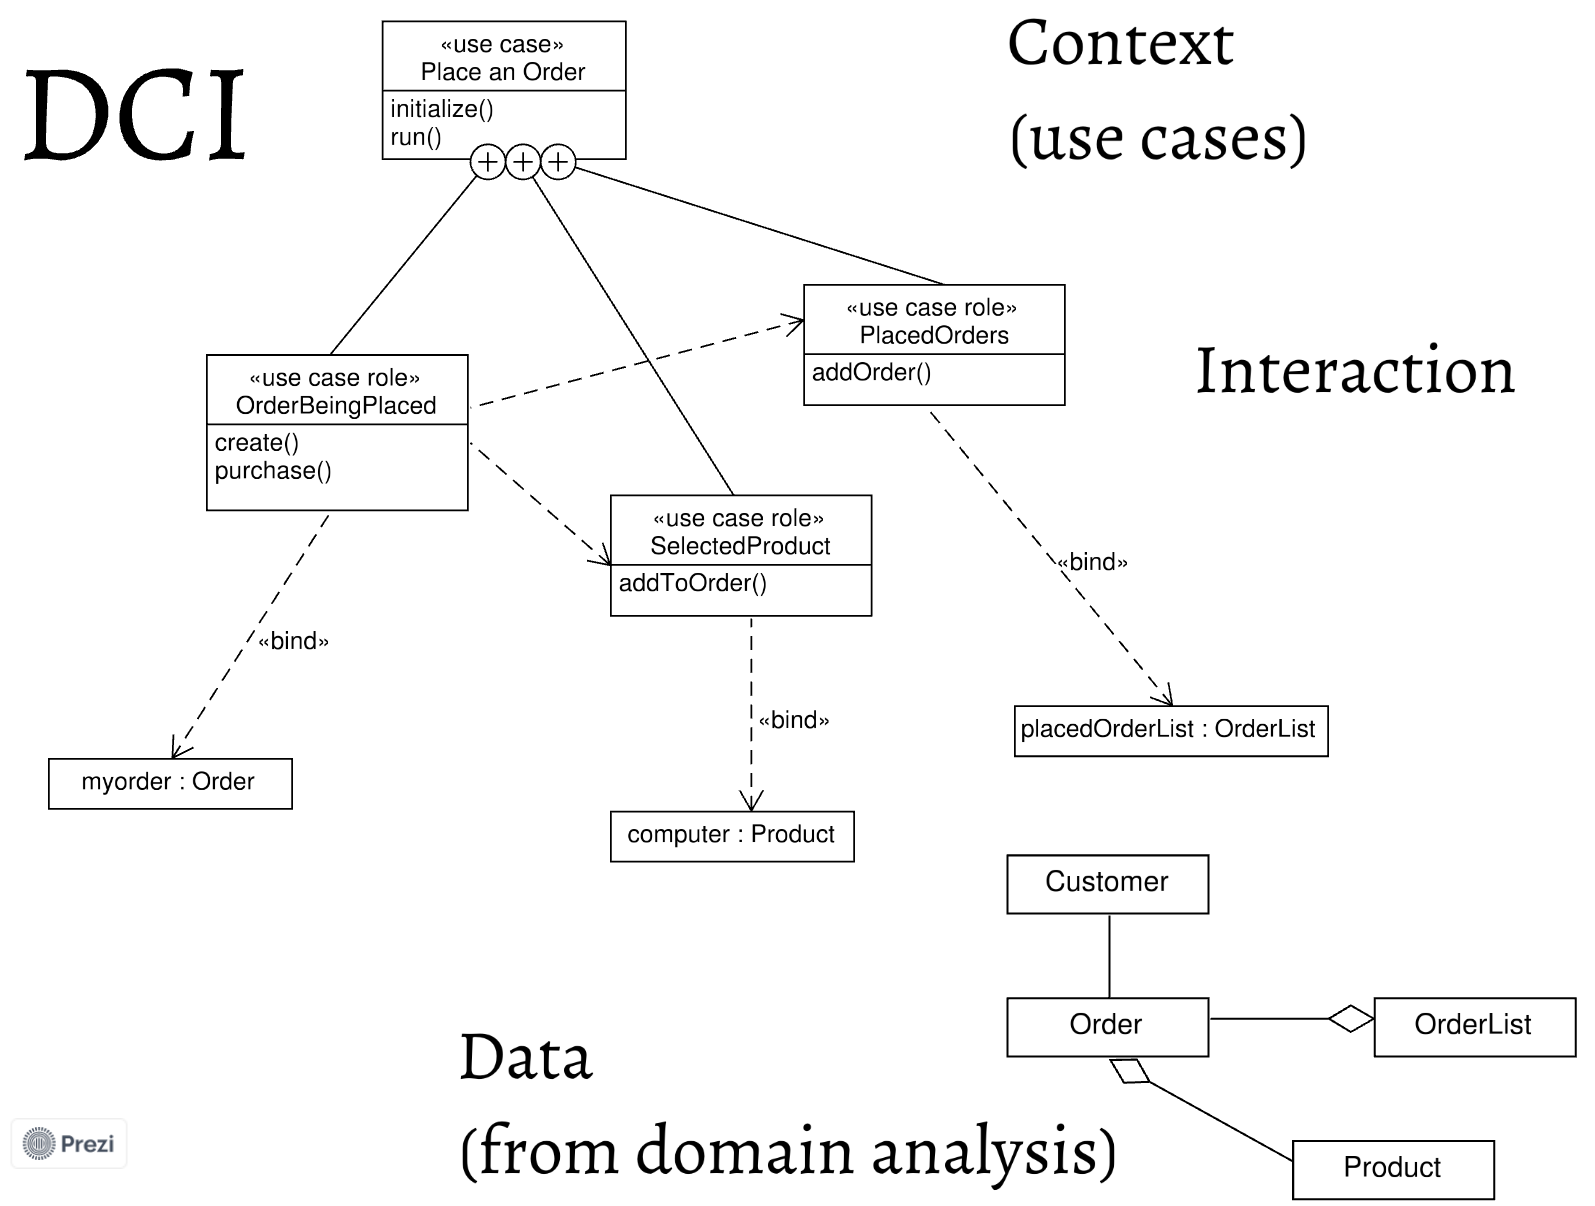 DCI
«use case»
Place an Order
initialize()
run()
Context
(use cases)
«use case role»
PlacedOrders
addOrder()
Interaction
«use case role»
OrderBeingPlaced
create()
purchase()
«use case role»
SelectedProduct
addToOrder()
«bind»
«bind»
«bind»
placedOrderList : OrderList
myorder : Order
computer : Product
Customer
Order
OrderList
Product
Data
(from domain analysis)
Prezi